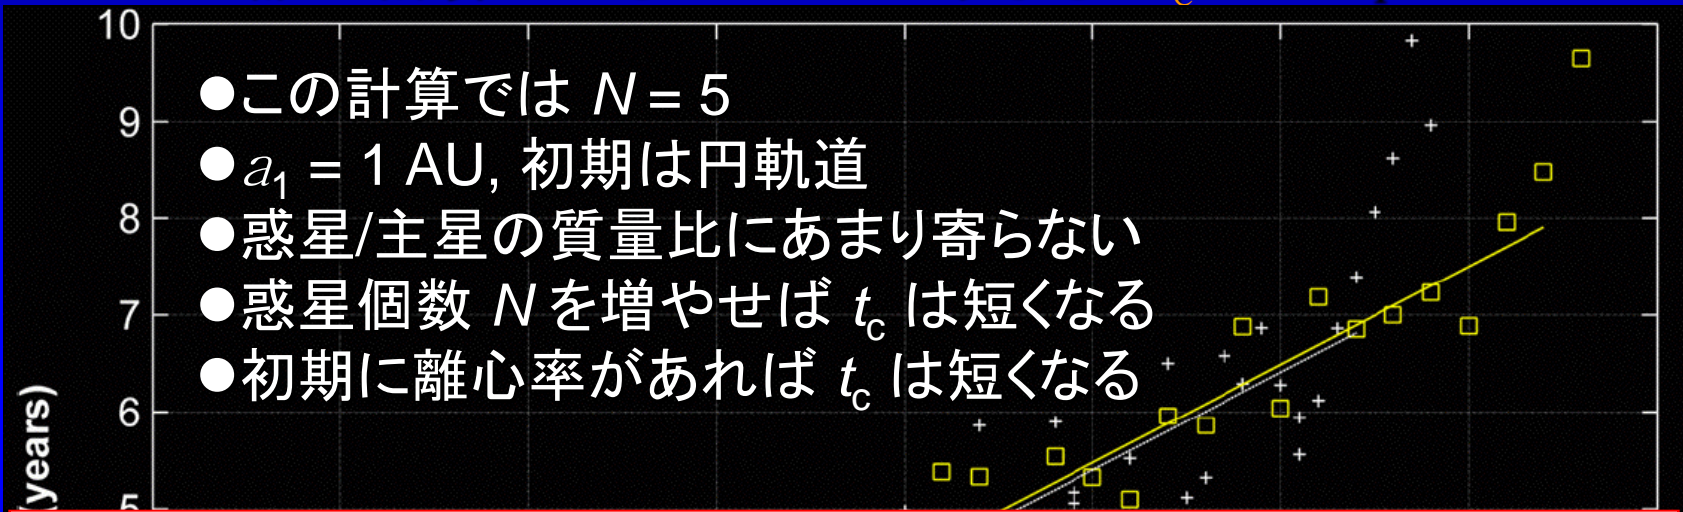 10
●この計算では N = 5
9
●a1 = 1 AU, 初期は円軌道
8
●惑星/主星の質量比にあまり寄らない
7
●惑星個数 N を増やせば tc は短くなる
●初期に離心率があれば tc は短くなる
6
(years)
5